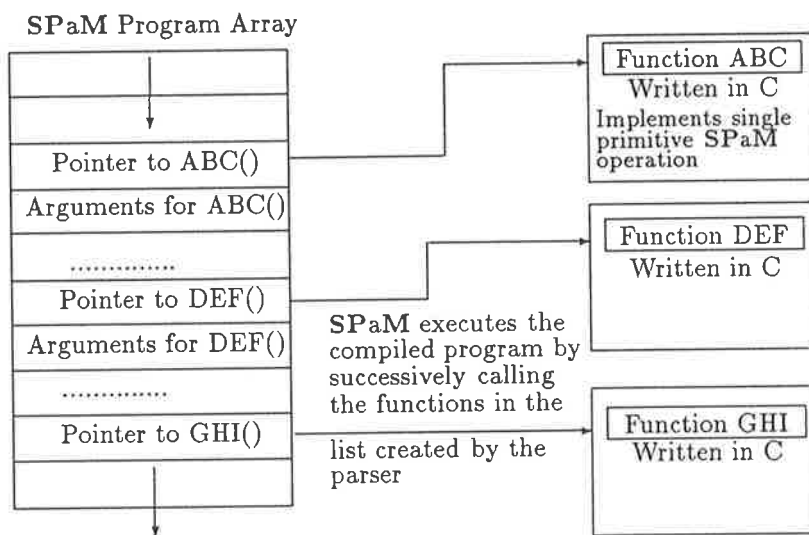 SPaM Program Array
Pointer to ABC()
Arguments for ABC()
..............
Pointer to DEF()
Arguments for DEF()
..............
Pointer to GHI()
Function ABC
Written in C
Implements single
primitive SPaM
operation
Function DEF
Written in C
SPaM executes the
compiled program by
successively calling
the functions in the
list created by the
parser
Function GHI
Written in C